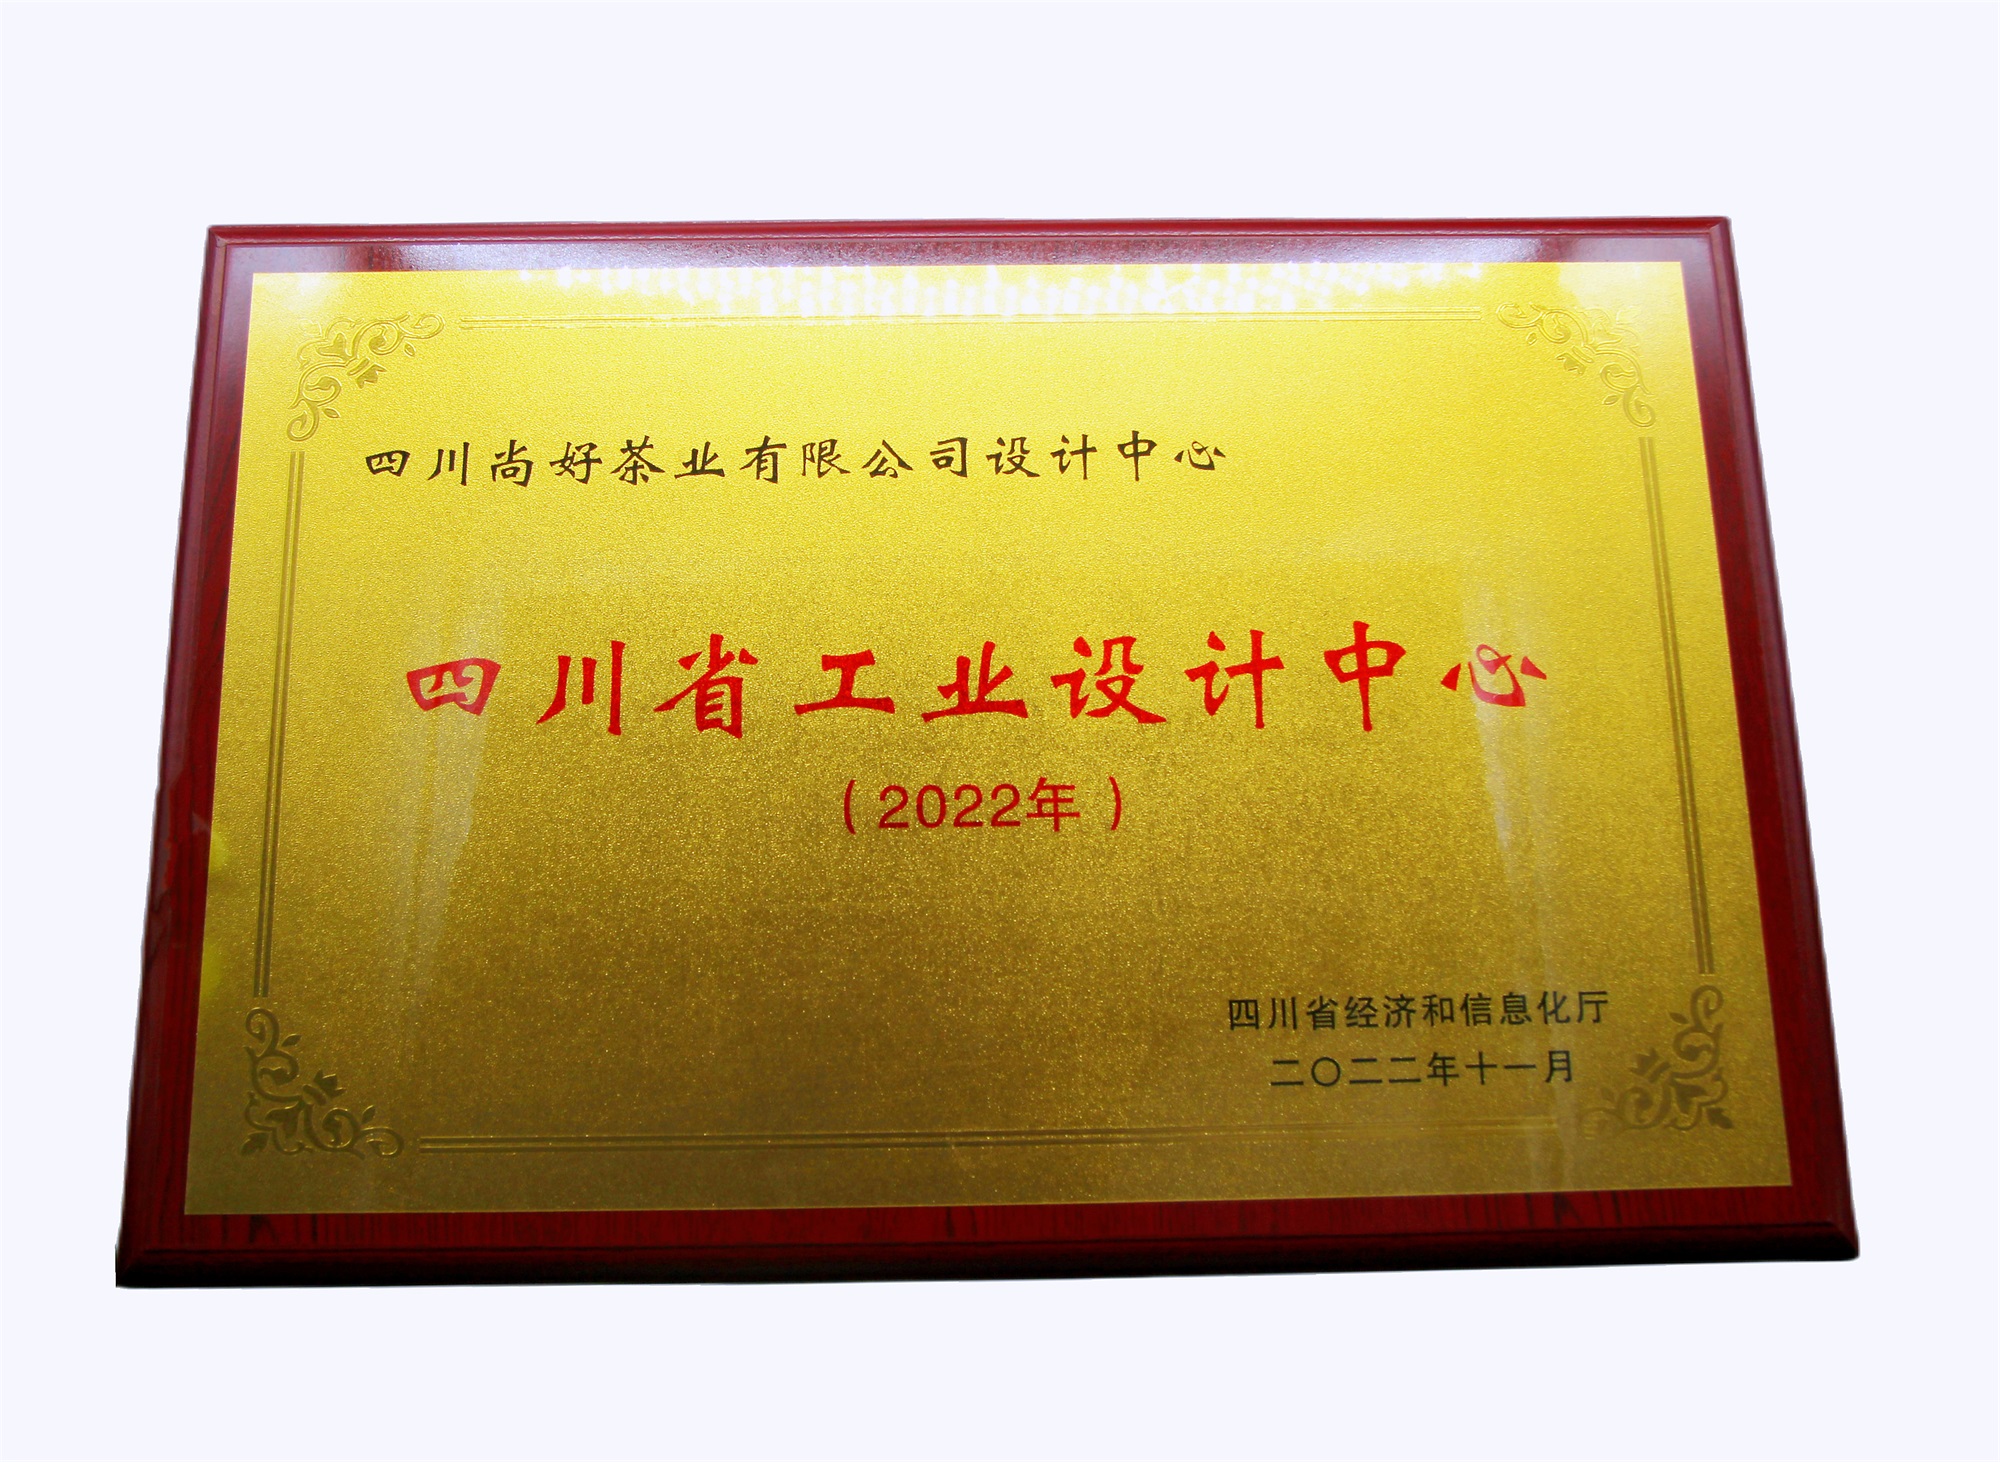 四川尚好茶业有限公司设计中心
四川省工业设计中心
（2022年）
四川省经济和信息化厅
二〇二二年十一月